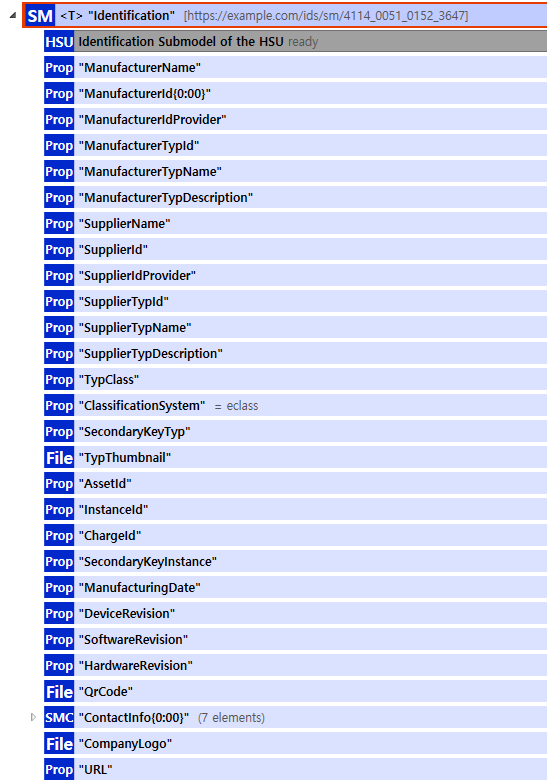 SM <T> "Identification" [https://example.com/ids/sm/4114_0051_0152_3647]
HSU Identification Submodel of the HSU ready
Prop "ManufacturerName"
Prop "ManufacturerId{0:00}"
Prop "ManufacturerIdProvider"
Prop "ManufacturerTypId"
Prop "ManufacturerTypName"
Prop "ManufacturerTypDescription"
Prop "SupplierName"
Prop "SupplierId"
Prop "SupplierIdProvider"
Prop "SupplierTypId"
Prop "SupplierTypName"
Prop "SupplierTypDescription"
Prop "TypClass"
Prop "ClassificationSystem" = eclass
Prop "SecondaryKeyTyp"
File "TypThumbnail"
Prop "AssetId"
Prop "InstanceId"
Prop "ChargeId"
Prop "SecondaryKeyInstance"
Prop "ManufacturingDate"
Prop "DeviceRevision"
Prop "SoftwareRevision"
Prop "HardwareRevision"
File "QrCode"
SMC "ContactInfo{0:00}" (7 elements)
File "CompanyLogo"
Prop "URL"